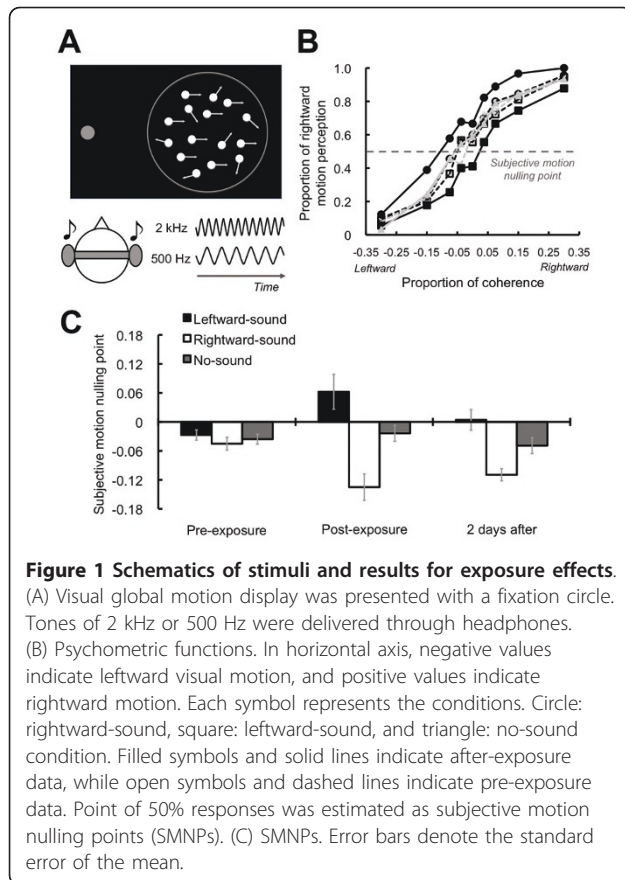 A
2 kHz
500 Hz
Time
B
Proportion of rightward
motion perception
1.0
0.8
0.6
0.4
0.2
0
Subjective motion
nulling point
-0.35 -0.25 -0.15 -0.05 0.05 0.15 0.25 0.35
Leftward
Rightward
Proportion of coherence
C
Leftward-sound
Rightward-sound
No-sound
Subjective motion nulling point
0.18
0.12
0.06
0
-0.06
-0.12
-0.18
Pre-exposure
Post-exposure
2 days after
Figure 1 Schematics of stimuli and results for exposure effects.
(A) Visual global motion display was presented with a fixation circle.
Tones of 2 kHz or 500 Hz were delivered through headphones.
(B) Psychometric functions. In horizontal axis, negative values
indicate leftward visual motion, and positive values indicate
rightward motion. Each symbol represents the conditions. Circle:
rightward-sound, square: leftward-sound, and triangle: no-sound
condition. Filled symbols and solid lines indicate after-exposure
data, while open symbols and dashed lines indicate pre-exposure
data. Point of 50% responses was estimated as subjective motion
nulling points (SMNPs). (C) SMNPs. Error bars denote the standard
error of the mean.